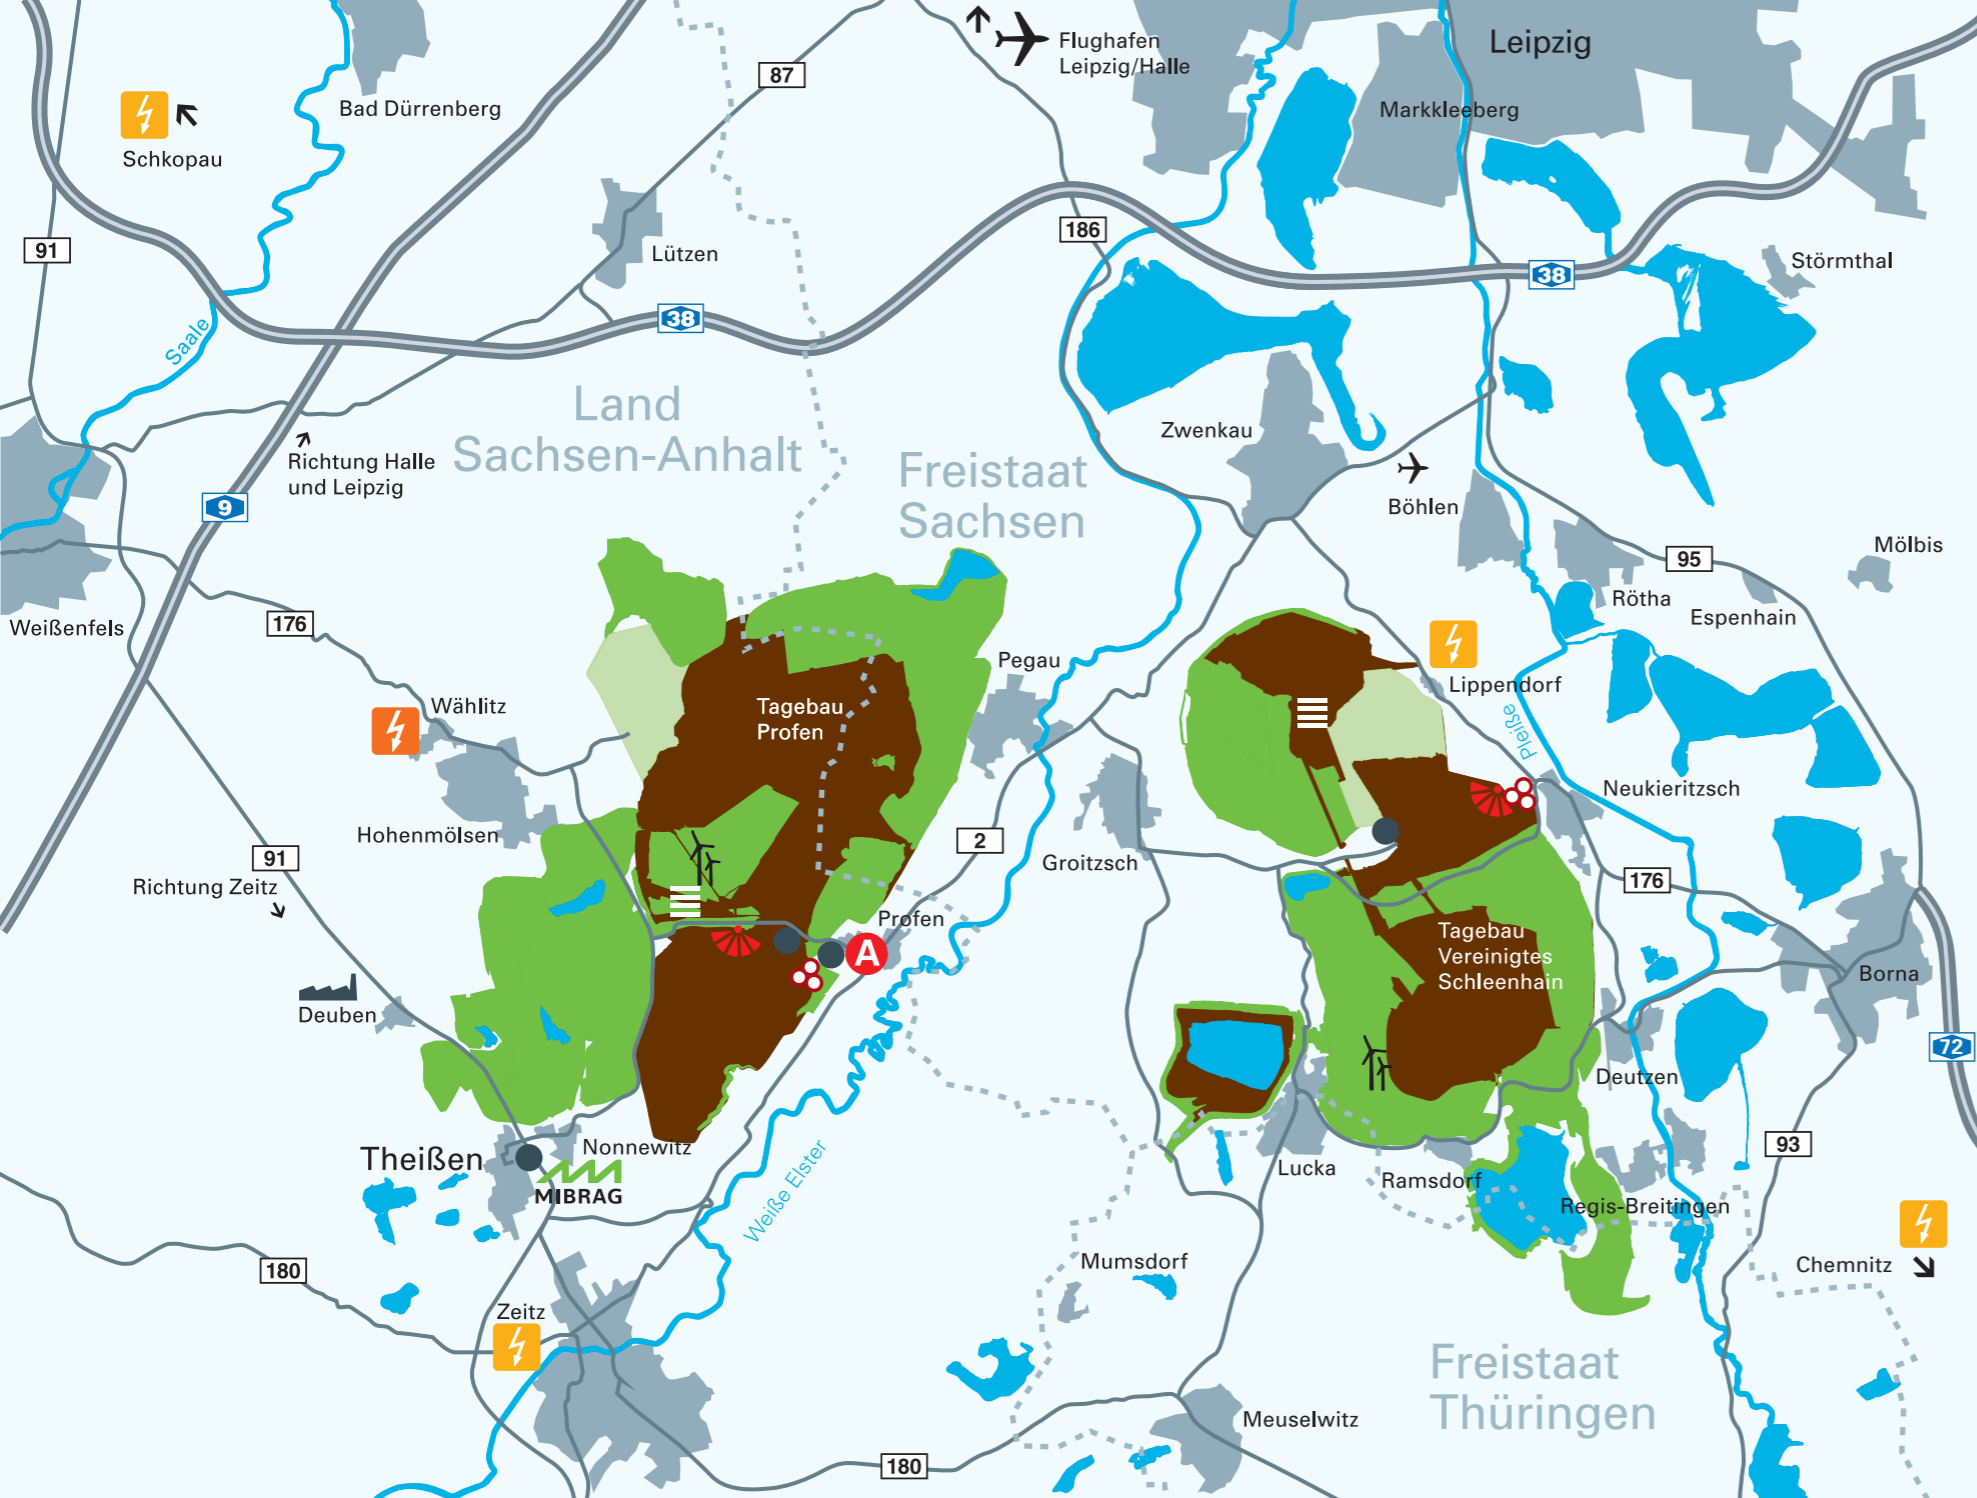 Flughafen
Leipzig/Halle
Leipzig
87
Bad Dürrenberg
Markkleeberg
Schkopau
186
91
Lützen
Störmthal
38
38
Saale
Land
Sachsen-Anhalt
Zwenkau
Richtung Halle
und Leipzig
Freistaat
Sachsen
9
Böhlen
Mölbis
95
Rötha
Espenhain
Weißenfels
176
Pegau
Lippendorf
Wählitz
Tagebau
Profen
Pleiße
Neukieritzsch
Hohenmölsen
2
Groitzsch
91
Richtung Zeitz
176
Profen
A
Tagebau
Vereinigtes
Schleenhain
Borna
Deuben
72
Deutzen
Theißen
Nonnewitz
MIBRAG
93
Lucka
Ramsdorf
Weiße Elster
Regis-Breitingen
180
Mumsdorf
Chemnitz
Zeitz
Freistaat
Thüringen
Meuselwitz
180